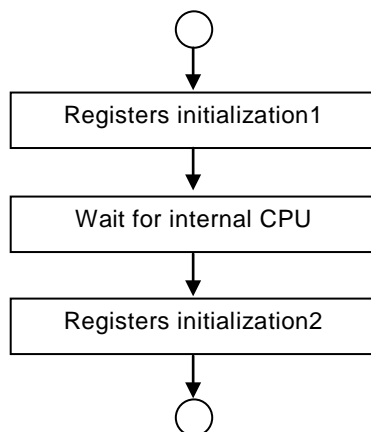 Registers initialization1
Wait for internal CPU
Registers initialization2